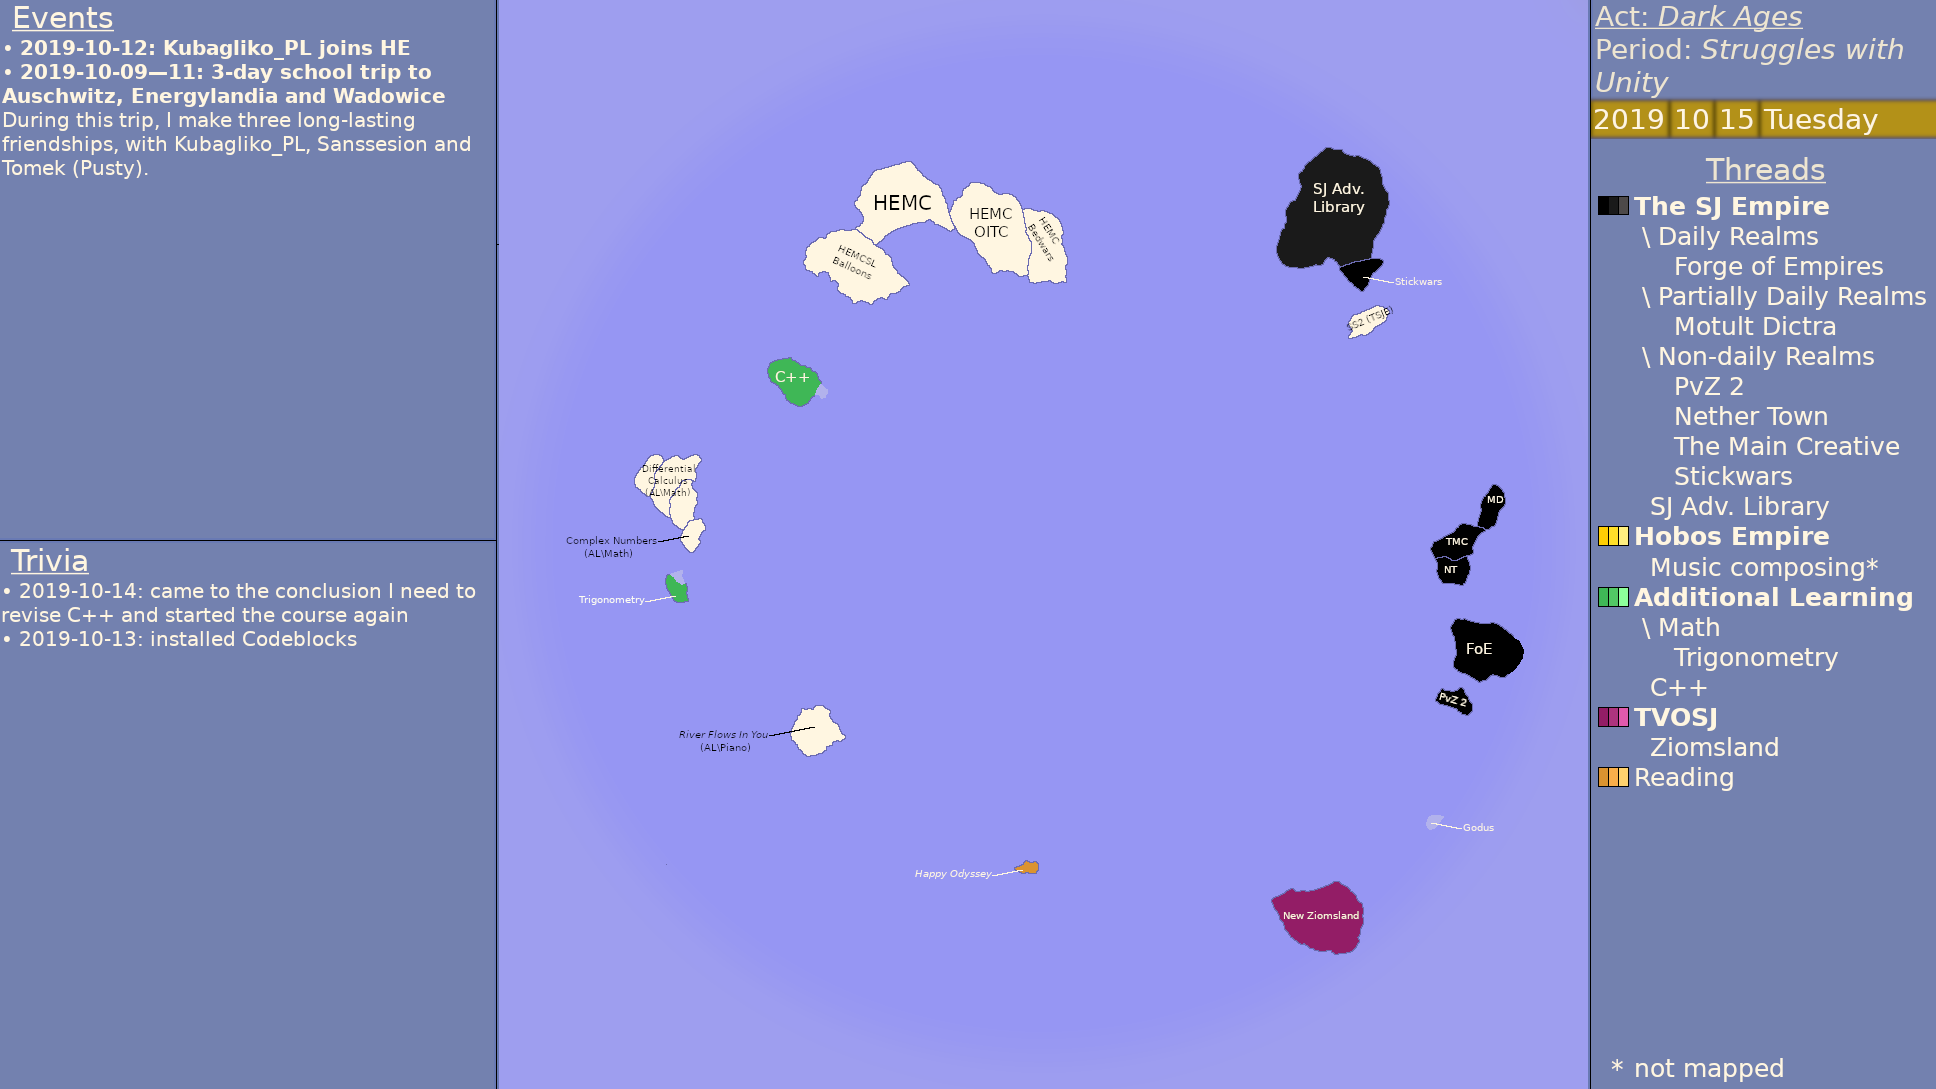 Events
• 2019-10-12: Kubagliko_PL joins HE
• 2019-10-09—11: 3-day school trip to
Auschwitz, Energylandia and Wadowice
During this trip, I make three long-lasting
friendships, with Kubagliko_PL, Sanssesion and
Tomek (Pusty).
Trivia
• 2019-10-14: came to the conclusion I need to
revise C++ and started the course again
• 2019-10-13: installed Codeblocks
HEMC
HEMC
OITC
HEMC
Bedwars
HEMCSL
Balloons
SJ Adv.
Library
Stickwars
S2 (TSJE)
C++
Differential
Calculus
(AL\Math)
Complex Numbers
(AL\Math)
Trigonometry
MD
TMC
NT
FoE
PvZ 2
River Flows In You
(AL\Piano)
Godus
Happy Odyssey
New Ziomsland
Act: Dark Ages
Period: Struggles with
Unity
2019 10 15 Tuesday
Threads
The SJ Empire
\ Daily Realms
Forge of Empires
\ Partially Daily Realms
Motult Dictra
\ Non-daily Realms
PvZ 2
Nether Town
The Main Creative
Stickwars
SJ Adv. Library
Hobos Empire
Music composing*
Additional Learning
\ Math
Trigonometry
C++
TVOSJ
Ziomsland
Reading
* not mapped